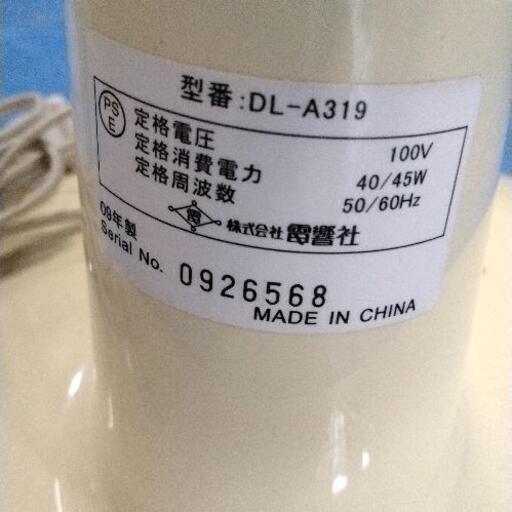 型番:DL-A319
PS
E
定格電圧 100V
定格消費電力 40/45W
定格周波数 50/60Hz
09年製 株式会社 電響社
Serial No. 0926568
MADE IN CHINA